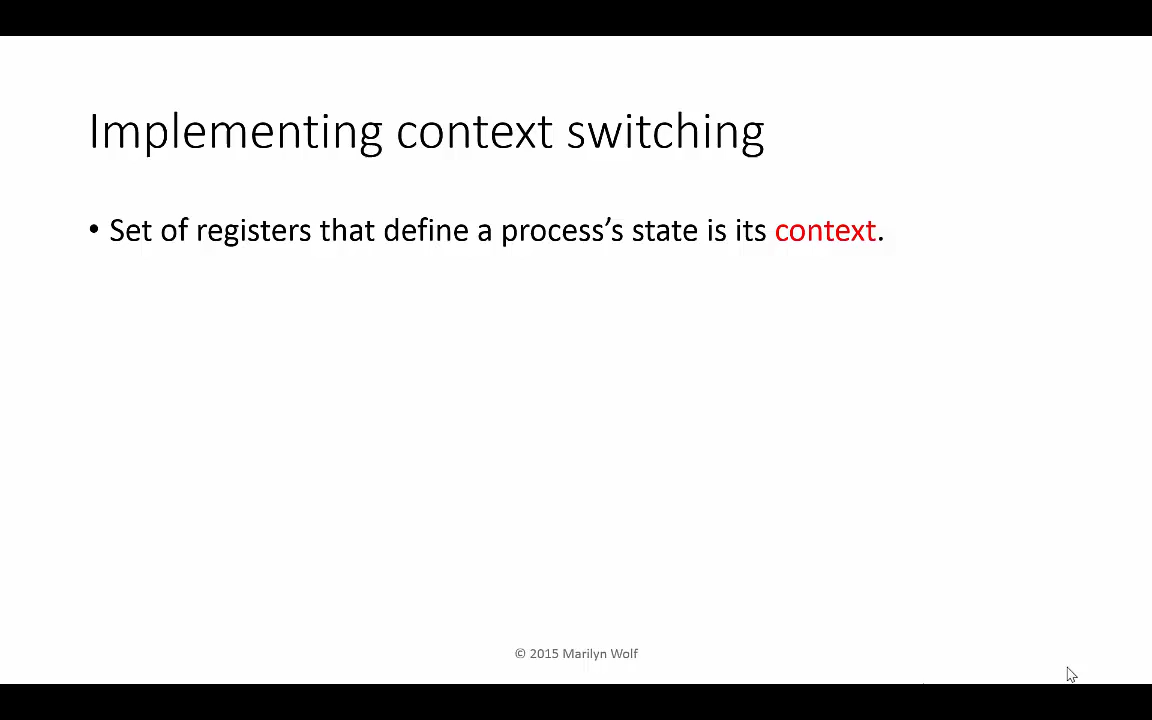 Implementing context switching
• Set of registers that define a process’s state is its context.
© 2015 Marilyn Wolf